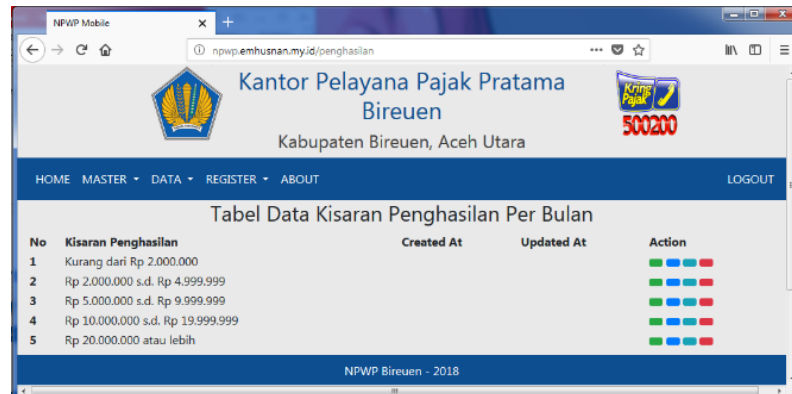 NPWP Mobile
npwp.emhusnan.my.id/penghasilan
Kantor Pelayana Pajak Pratama
Bireuen
Kabupaten Bireuen, Aceh Utara
Kring
Pajak
500200
HOME MASTER DATA REGISTER ABOUT LOGOUT
Tabel Data Kisaran Penghasilan Per Bulan
No Kisaran Penghasilan Created At Updated At Action
1 Kurang dari Rp 2.000.000
2 Rp 2.000.000 s.d. Rp 4.999.999
3 Rp 5.000.000 s.d. Rp 9.999.999
4 Rp 10.000.000 s.d. Rp 19.999.999
5 Rp 20.000.000 atau lebih
NPWP Bireuen - 2018